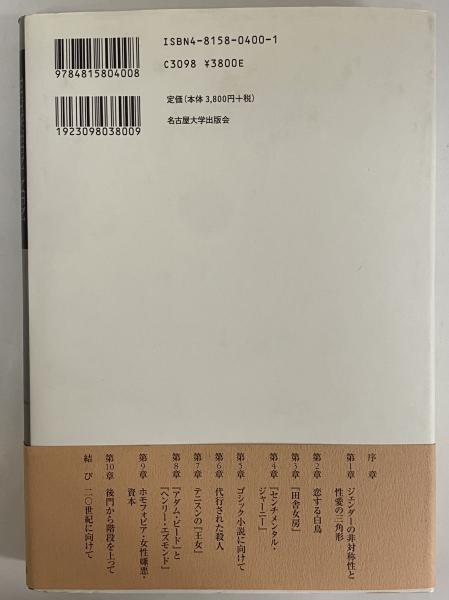 ISBN4-8158-0400-1
C3098 ¥3800E
9784815804008
1923098038009
定価(本体 3,800円+税)
名古屋大学出版会
序 章
第1章 ジェンダーの非対称性と
性愛の三角形
第2章 恋する白鳥
第3章 『田舎女房』
第4章 『センチメンタル・
ジャーニー』
第5章 ゴシック小説に向けて
第6章 代行された殺人
第7章 テニスンの『王女』
第8章 『アダム・ビード』と
『ヘンリー・エズモンド』
第9章 ホモフォビア・女性嫌悪・
資本
第10章 後門から階段を上って
結 び 二〇世紀に向けて